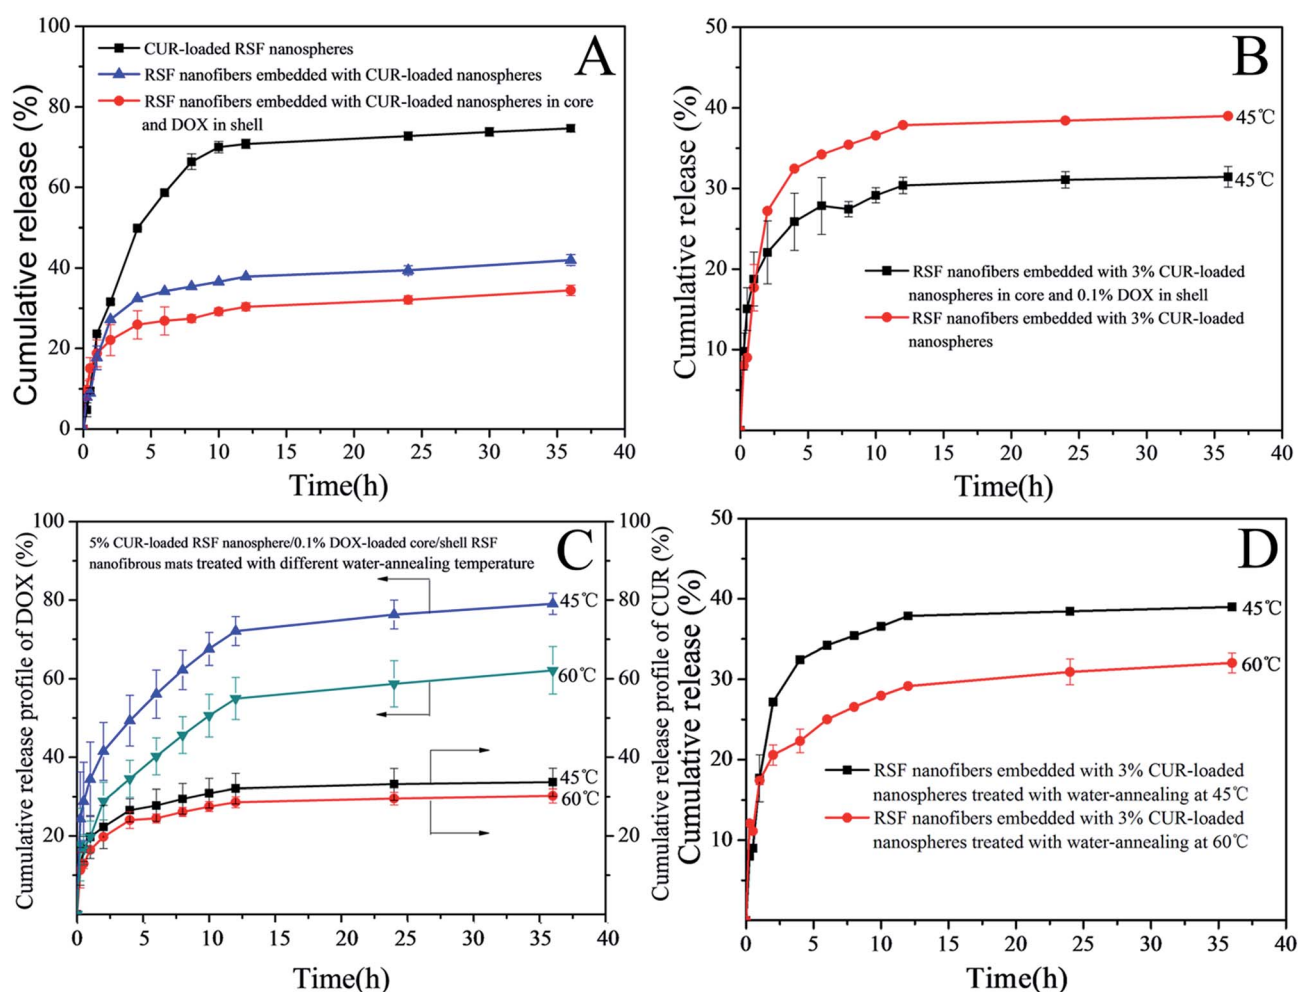 A
CUR-loaded RSF nanospheres
RSF nanofibers embedded with CUR-loaded nanospheres
RSF nanofibers embedded with CUR-loaded nanospheres in core
and DOX in shell
Cumulative release (%)
100
80
60
40
20
0
0 5 10 15 20 25 30 35 40
Time(h)
B
Cumulative release (%)
50
40
30
20
10
45℃
45℃
RSF nanofibers embedded with 3% CUR-loaded
nanospheres in core and 0.1% DOX in shell
RSF nanofibers embedded with 3% CUR-loaded
nanospheres
0 5 10 15 20 25 30 35 40
Time(h)
C
5% CUR-loaded RSF nanosphere/0.1% DOX-loaded core/shell RSF
nanofibrous mats treated with different water-annealing temperature
Cumulative release profile of DOX (%)
100
80
60
40
20
45℃
60℃
45℃
60℃
100
80
60
40
20
Cumulative release profile of CUR (%)
0 5 10 15 20 25 30 35 40
Time(h)
D
Cumulative release (%)
50
40
30
20
10
45℃
60℃
RSF nanofibers embedded with 3% CUR-loaded
nanospheres treated with water-annealing at 45℃
RSF nanofibers embedded with 3% CUR-loaded
nanospheres treated with water-annealing at 60℃
0 5 10 15 20 25 30 35 40
Time(h)